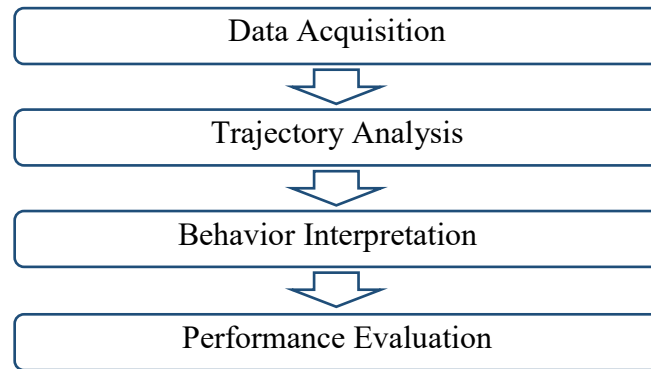 Data Acquisition
Trajectory Analysis
Behavior Interpretation
Performance Evaluation